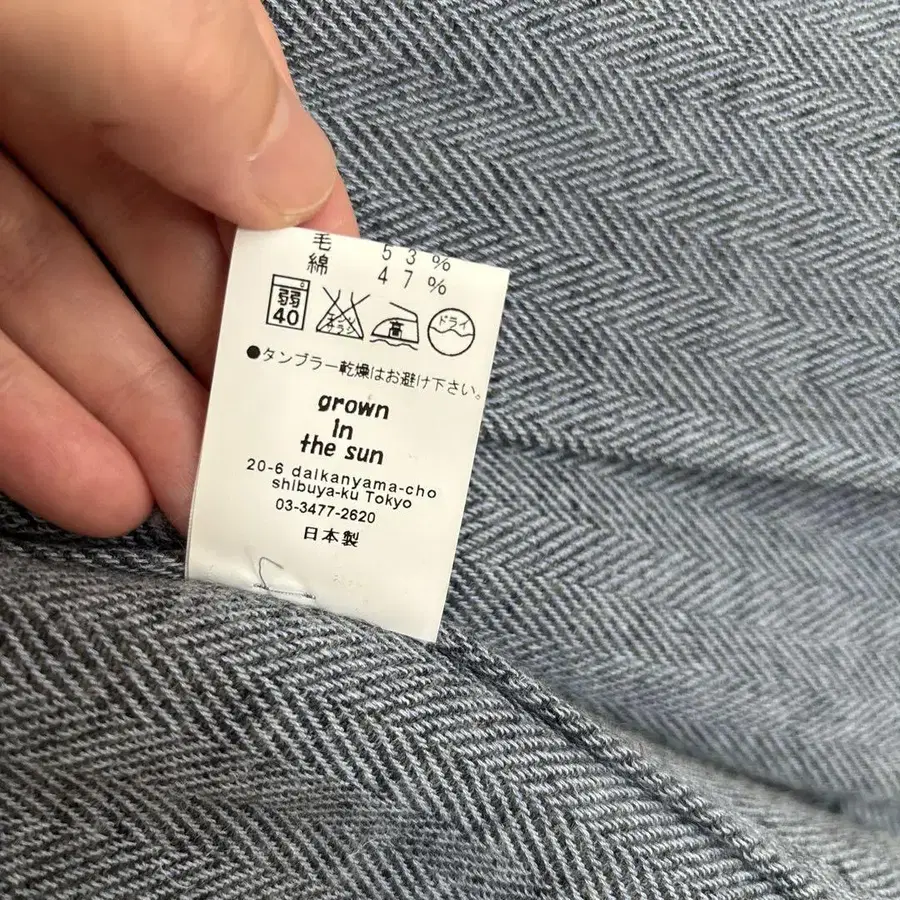 毛 53%
綿 47%
弱 40 エンソサラシ 高 ドライ
●タンブラー乾燥はお避け下さい。
grown
in
the sun
20-6 daikanyama-cho
shibuya-ku Tokyo
03-3477-2620
日本製